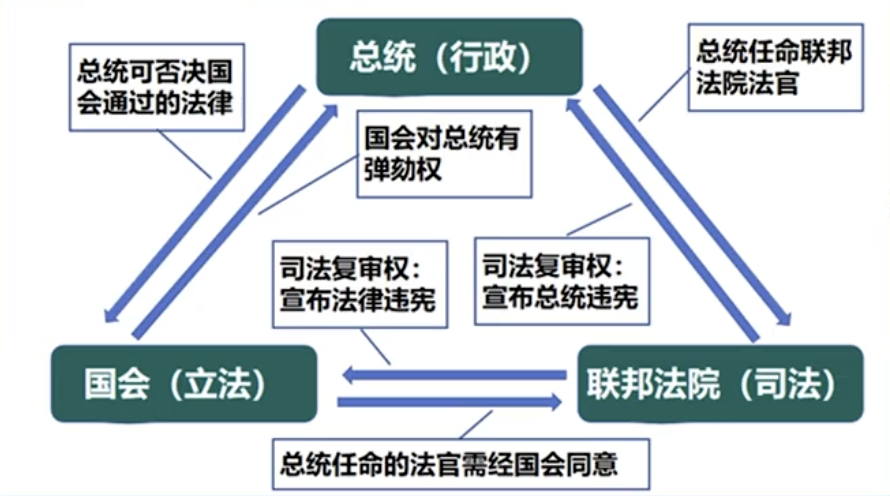 总统（行政）
总统可否决国
会通过的法律
总统任命联邦
法院法官
国会对总统有
弹劾权
司法复审权：
宣布法律违宪
司法复审权：
宣布总统违宪
国会（立法）
联邦法院（司法）
总统任命的法官需经国会同意